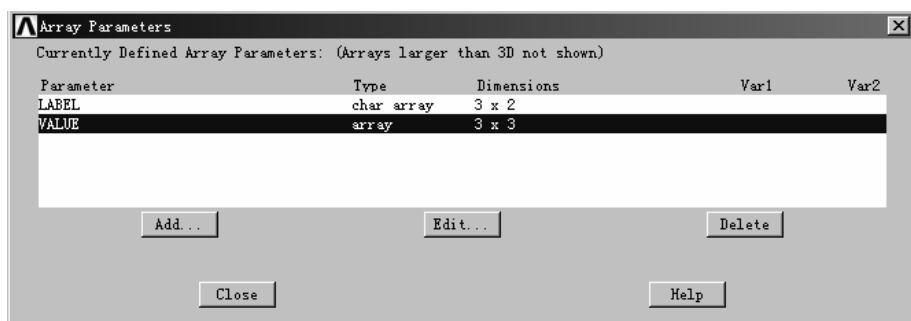 Array Parameters
Currently Defined Array Parameters: (Arrays larger than 3D not shown)
Parameter Type Dimensions Var1 Var2
LABEL char array 3 x 2
VALUE array 3 x 3
Add... Edit... Delete
Close Help